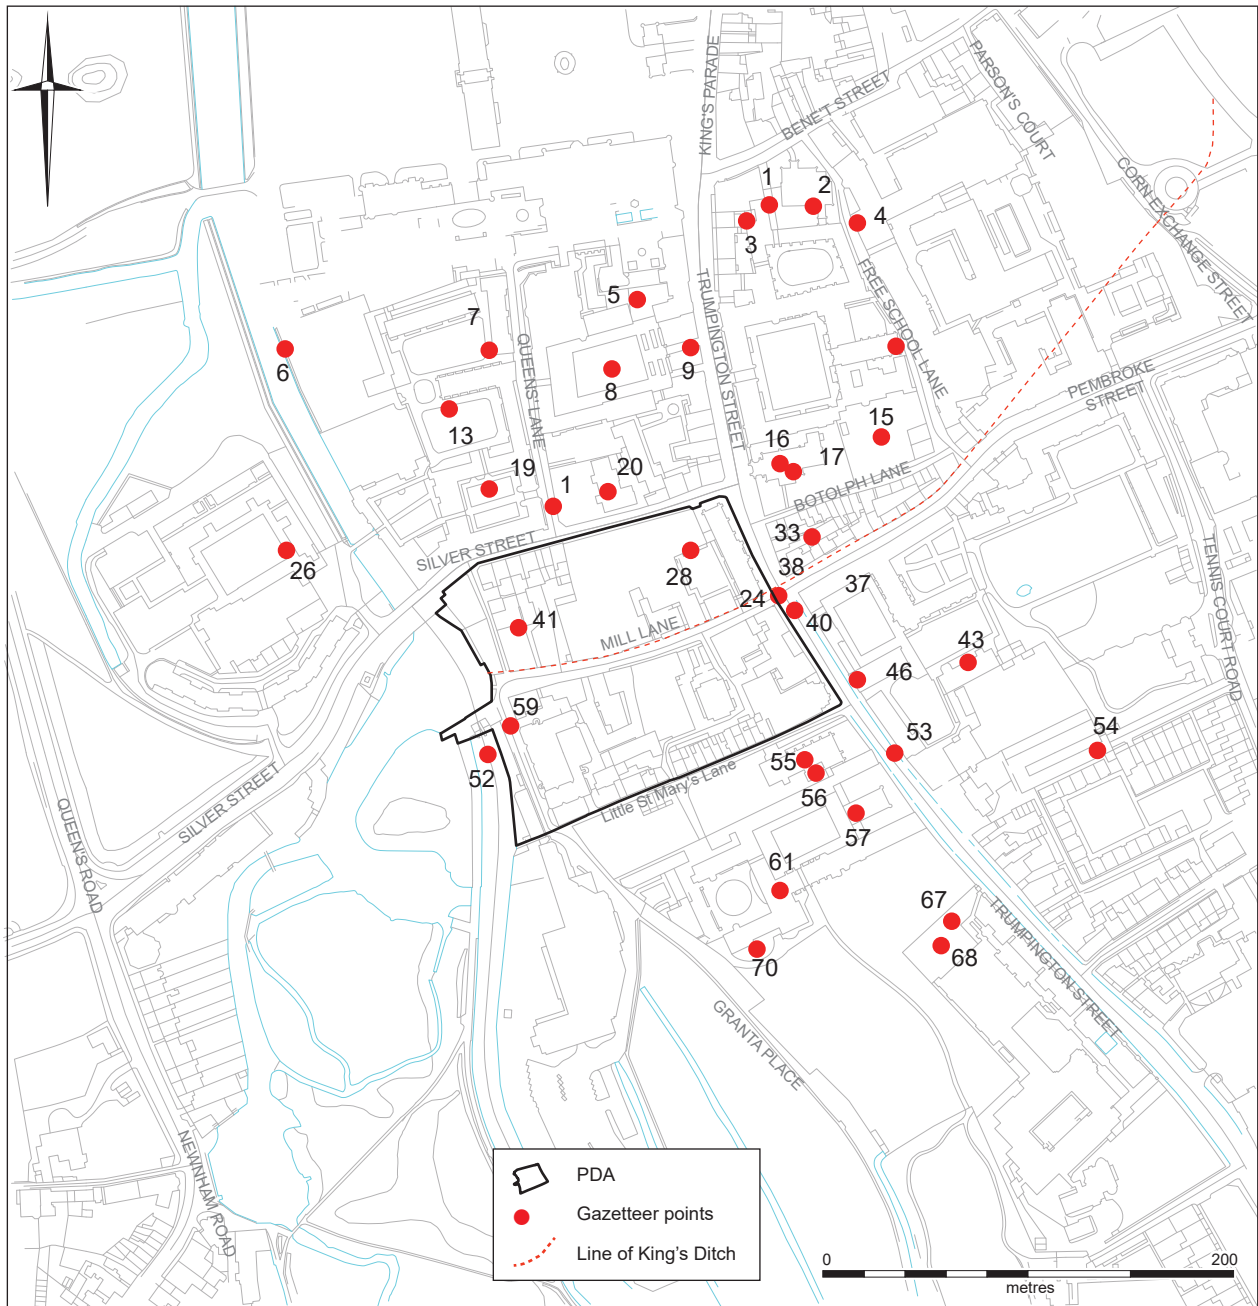 KING'S PARADE
BENE'T STREET
PARSON'S COURT
CORN EXCHANGE STREET
1
2
3
4
FREE SCHOOL LANE
TRUMPINGTON STREET
5
7
6
QUEENS' LANE
9
8
PEMBROKE
STREET
13
15
16
17
BOTOLPH LANE
19
20
1
33
SILVER STREET
26
28
38
37
24
40
TENNIS COURT ROAD
41
MILL LANE
43
46
59
52
53
54
55
56
57
Little St Mary's Lane
SILVER STREET
QUEEN'S ROAD
61
67
68
70
TRUMPINGTON STREET
GRANTA PLACE
NEWNHAM ROAD
PDA
Gazetteer points
Line of King's Ditch
0
200
metres